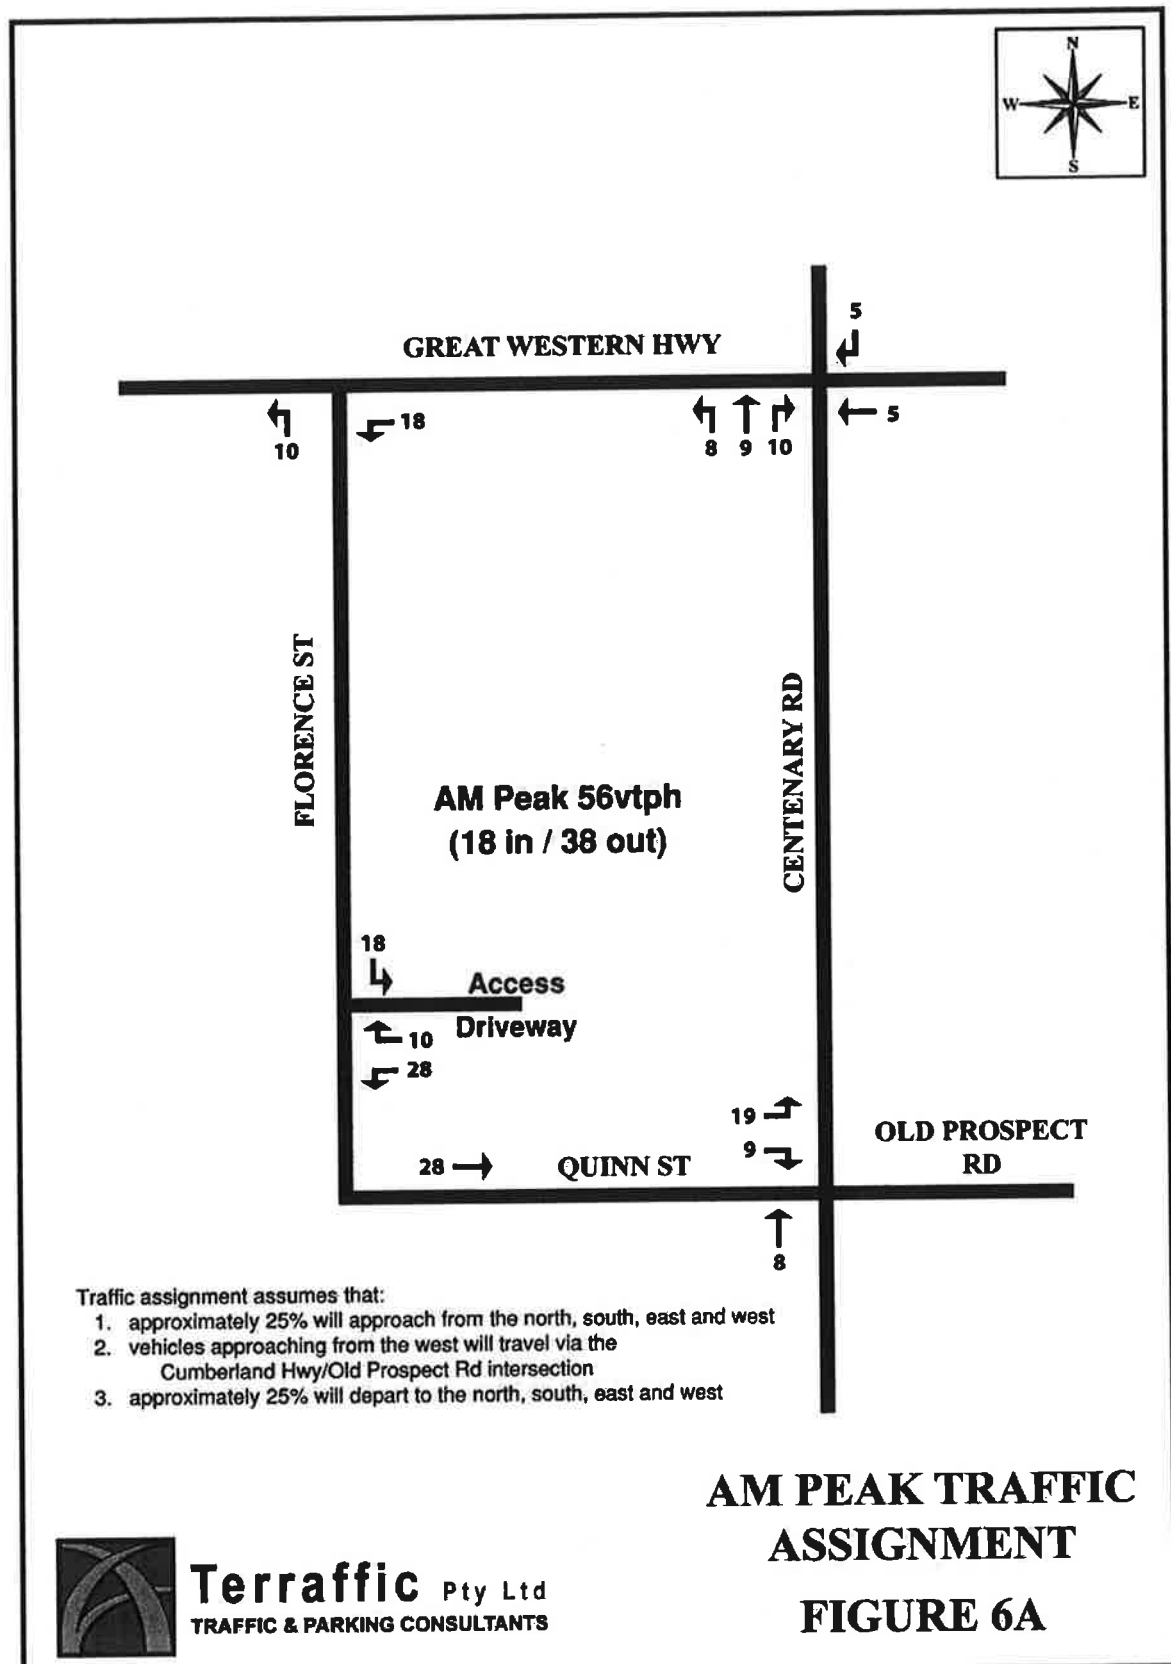 N
W E
S
5
GREAT WESTERN HWY
18
5
10
8 9 10
FLORENCE ST
CENTENARY RD
AM Peak 56vtph
(18 in / 38 out)
18
Access
Driveway
10
28
19
OLD PROSPECT
RD
9
28
QUINN ST
8
Traffic assignment assumes that:
1. approximately 25% will approach from the north, south, east and west
2. vehicles approaching from the west will travel via the
Cumberland Hwy/Old Prospect Rd intersection
3. approximately 25% will depart to the north, south, east and west
AM PEAK TRAFFIC
ASSIGNMENT
FIGURE 6A
Terraffic Pty Ltd
TRAFFIC & PARKING CONSULTANTS